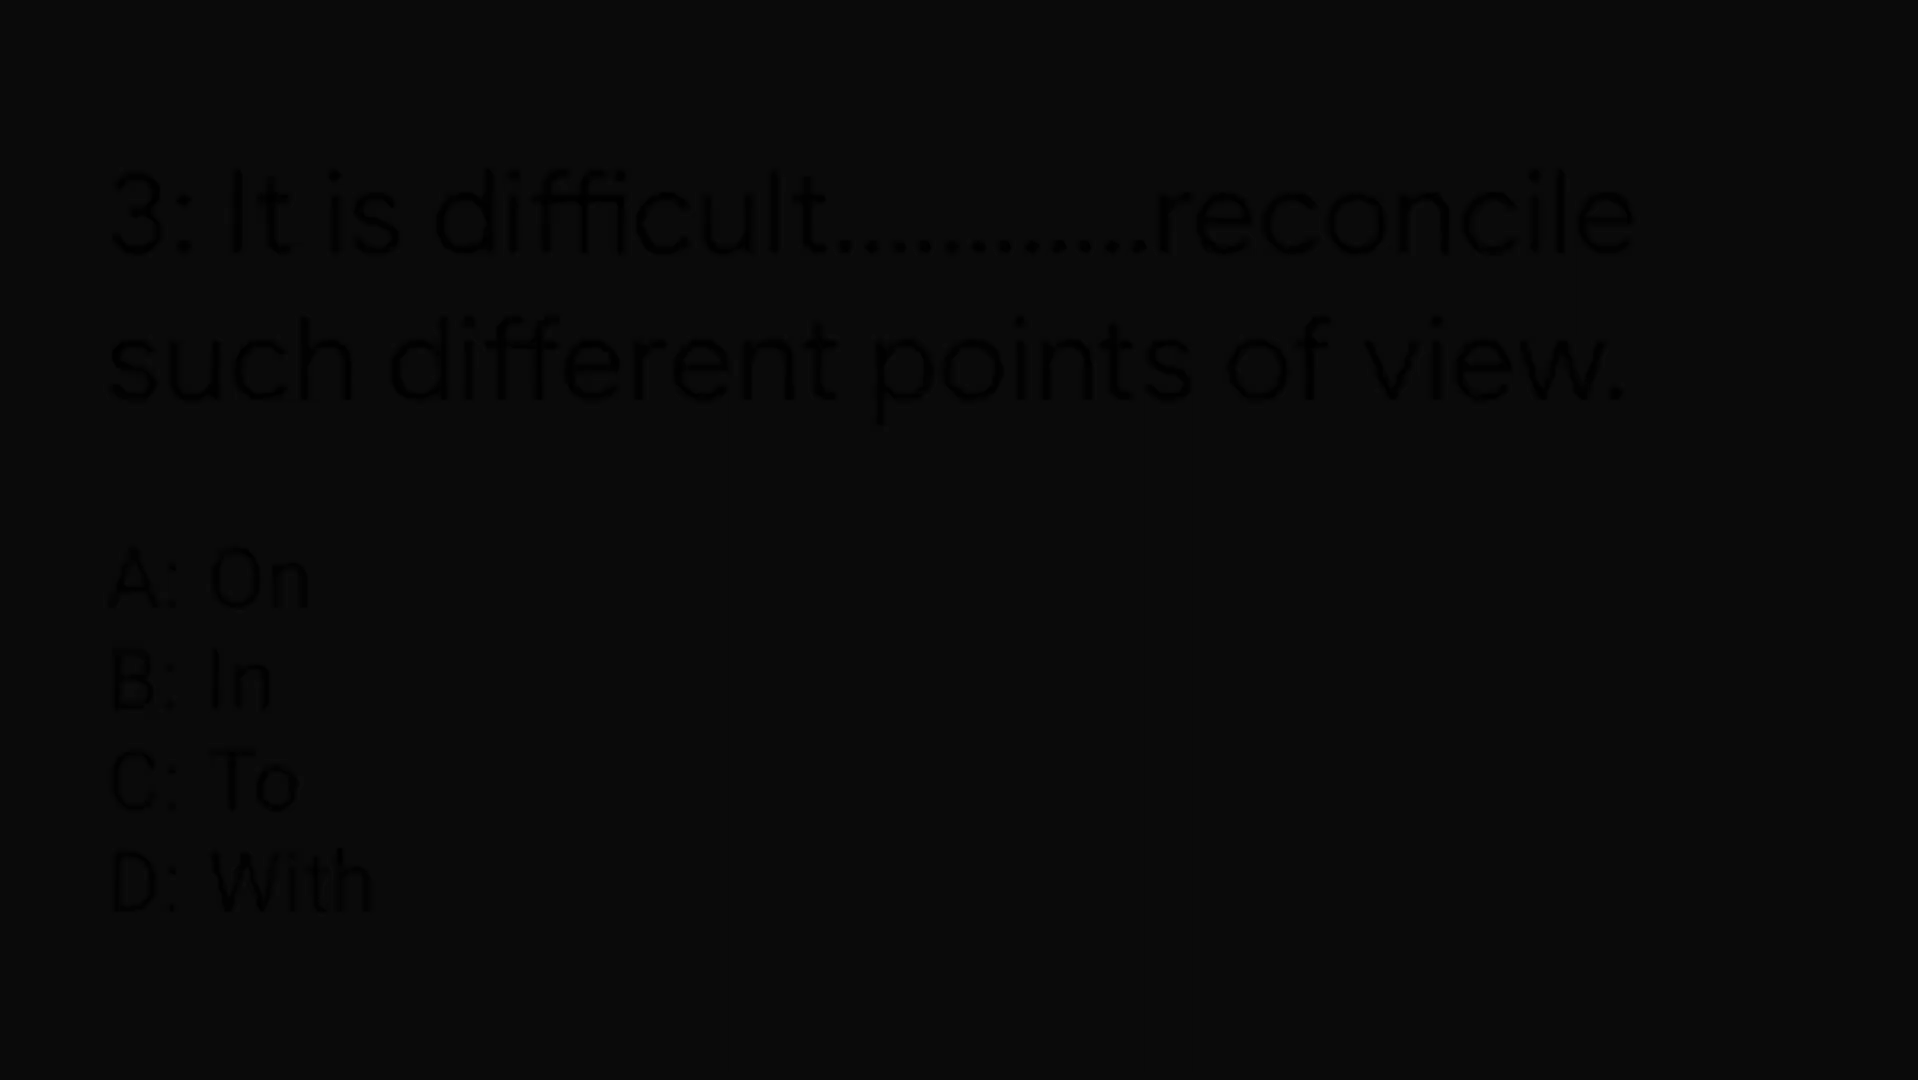 3: It is difficult............reconcile
such different points of view.
A: On
B: In
C: To
D: With